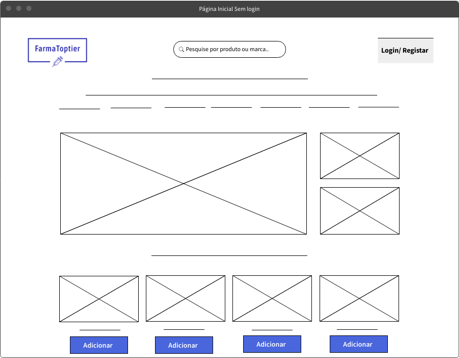 Página Inicial Sem login
FarmaToptier
Pesquise por produto ou marca..
Login/ Registar
Adicionar
Adicionar
Adicionar
Adicionar